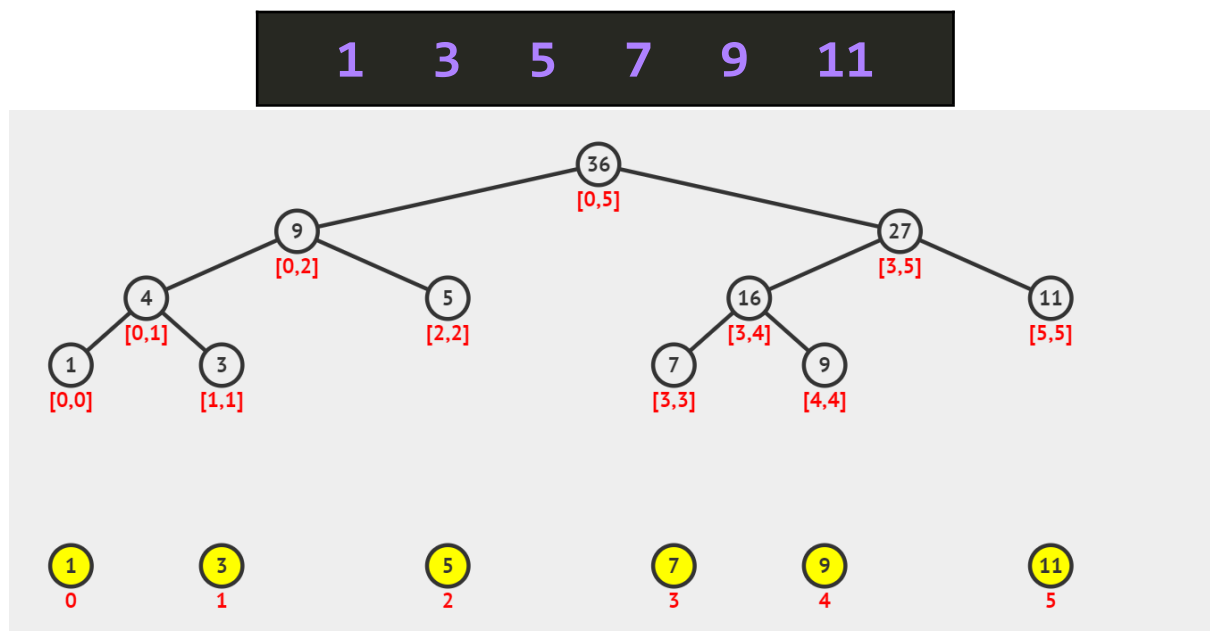 1 3 5 7 9 11
36
[0,5]
9 27
[0,2] [3,5]
4 5 16 11
[0,1] [2,2] [3,4] [5,5]
1 3 7 9
[0,0] [1,1] [3,3] [4,4]
1 3 5 7 9 11
0 1 2 3 4 5